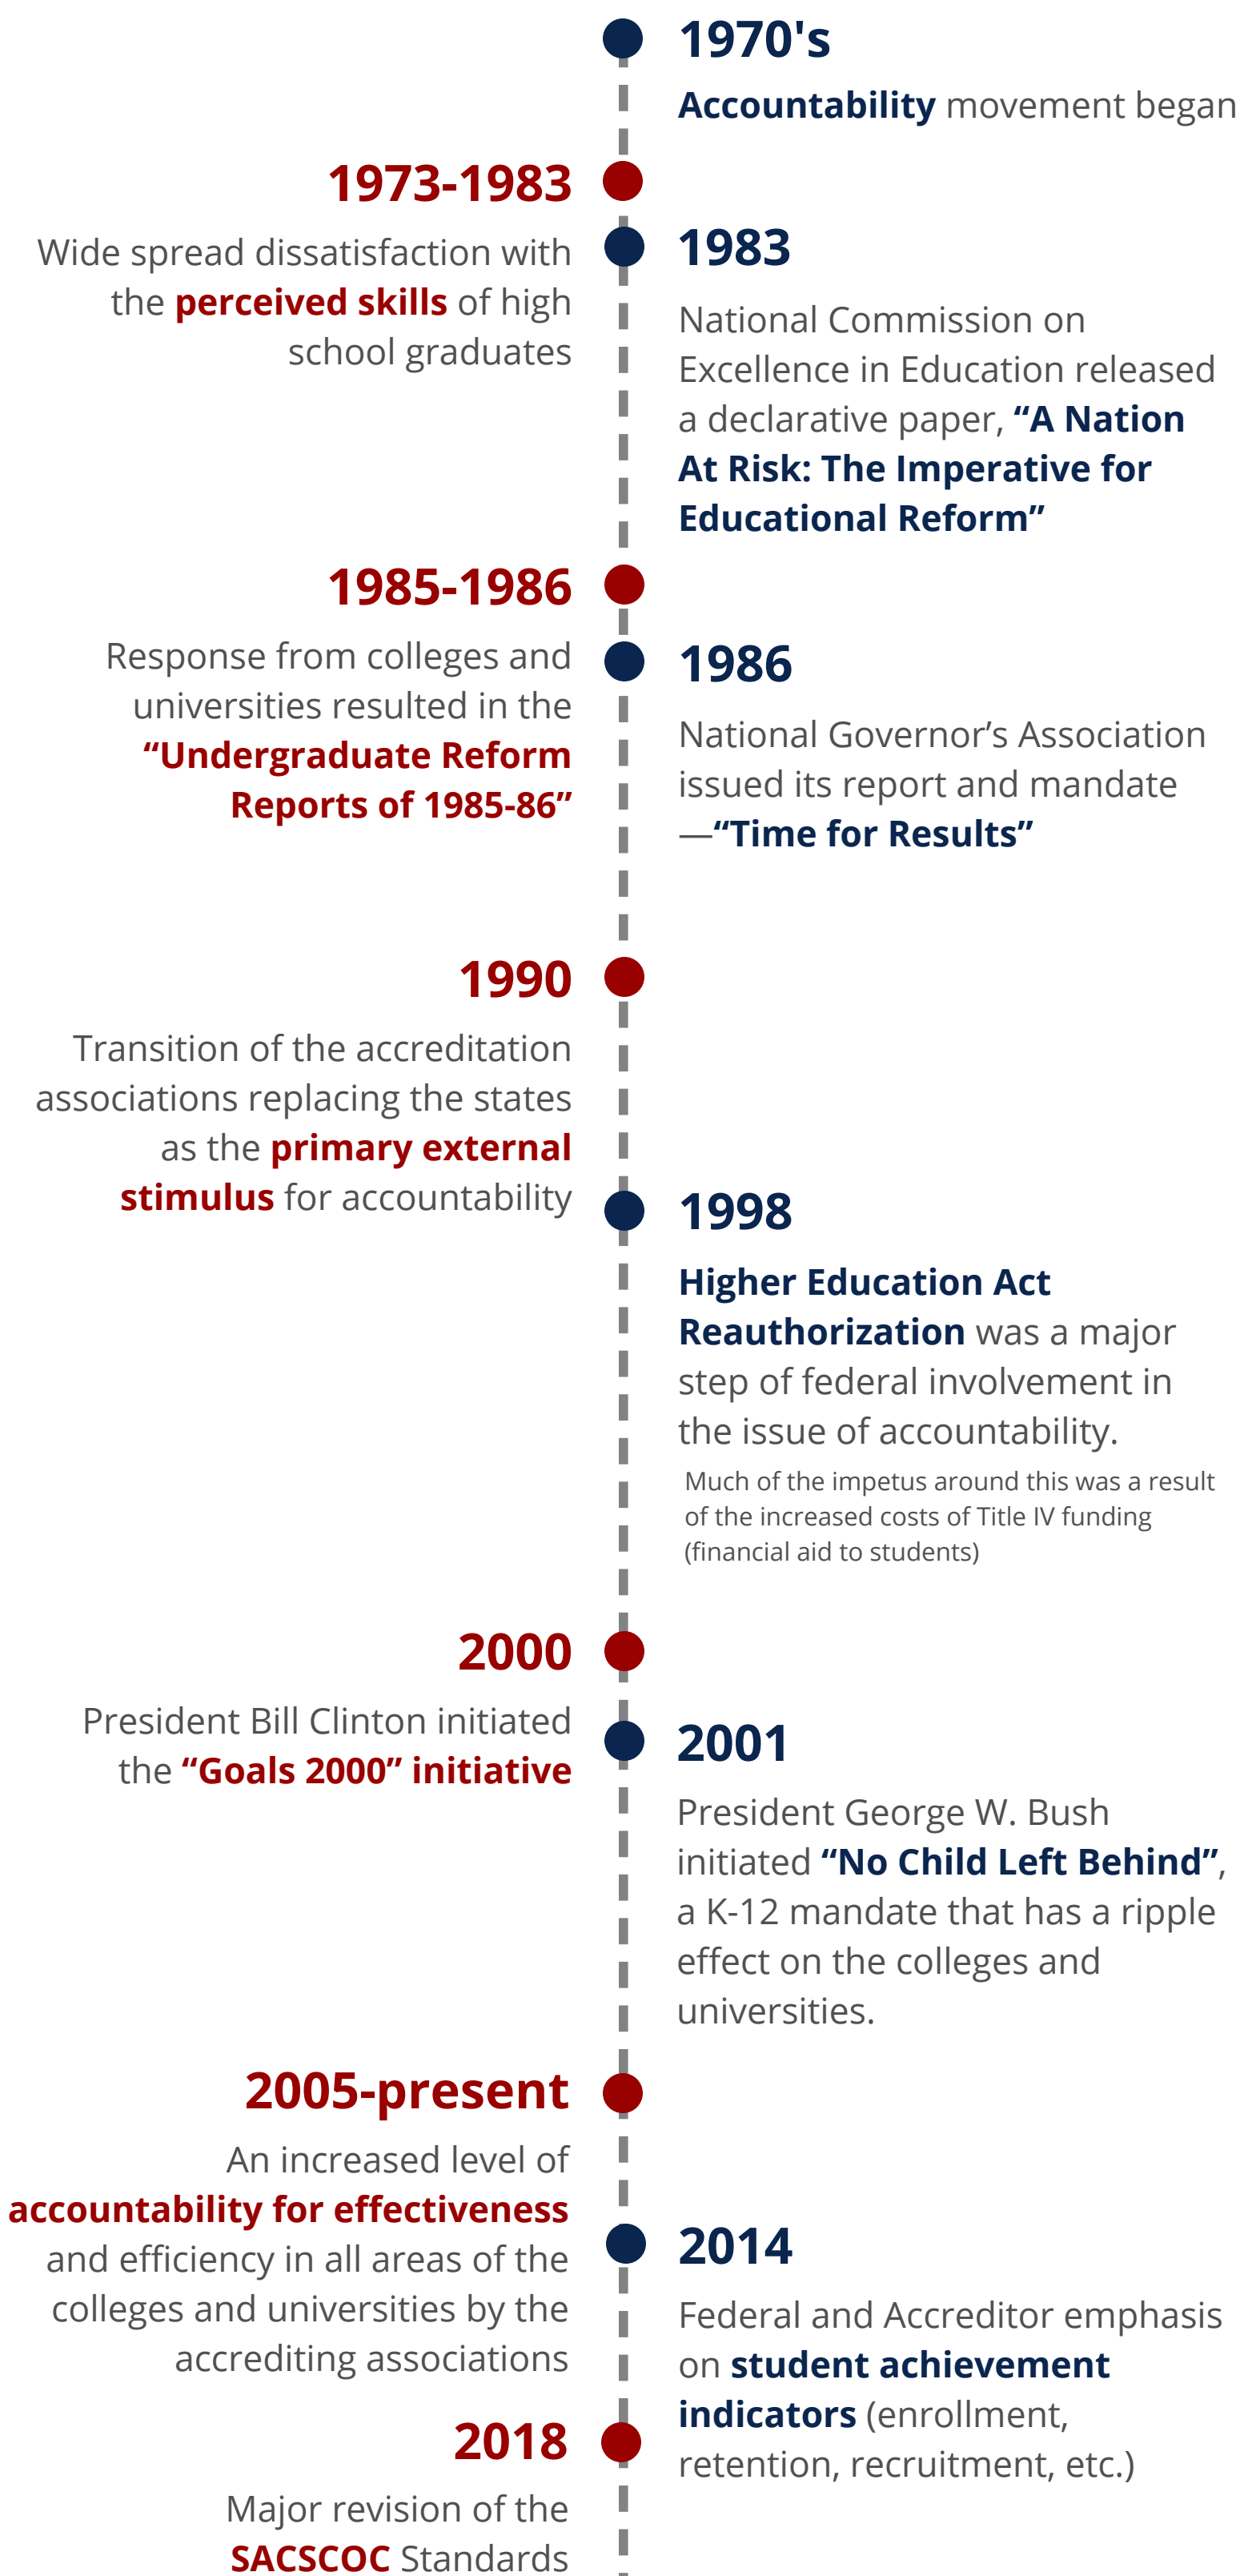 1970's
Accountability movement began
1973-1983
Wide spread dissatisfaction with
the perceived skills of high
school graduates
1983
National Commission on
Excellence in Education released
a declarative paper, “A Nation
At Risk: The Imperative for
Educational Reform”
1985-1986
Response from colleges and
universities resulted in the
“Undergraduate Reform
Reports of 1985-86”
1986
National Governor’s Association
issued its report and mandate
—“Time for Results”
1990
Transition of the accreditation
associations replacing the states
as the primary external
stimulus for accountability
1998
Higher Education Act
Reauthorization was a major
step of federal involvement in
the issue of accountability.
Much of the impetus around this was a result
of the increased costs of Title IV funding
(financial aid to students)
2000
President Bill Clinton initiated
the “Goals 2000” initiative
2001
President George W. Bush
initiated “No Child Left Behind”,
a K-12 mandate that has a ripple
effect on the colleges and
universities.
2005-present
An increased level of
accountability for effectiveness
and efficiency in all areas of the
colleges and universities by the
accrediting associations
2014
Federal and Accreditor emphasis
on student achievement
indicators (enrollment,
retention, recruitment, etc.)
2018
Major revision of the
SACSCOC Standards